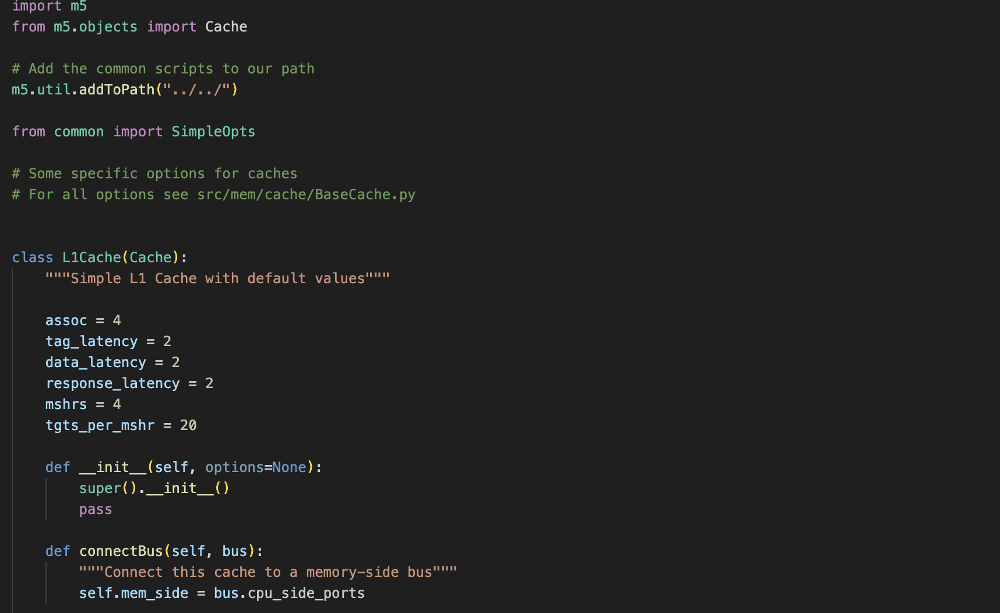 import m5
from m5.objects import Cache
# Add the common scripts to our path
m5.util.addToPath("../../")
from common import SimpleOpts
# Some specific options for caches
# For all options see src/mem/cache/BaseCache.py
class L1Cache(Cache):
    """Simple L1 Cache with default values"""
    assoc = 4
    tag_latency = 2
    data_latency = 2
    response_latency = 2
    mshrs = 4
    tgts_per_mshr = 20
    def __init__(self, options=None):
        super().__init__()
        pass
    def connectBus(self, bus):
        """Connect this cache to a memory-side bus"""
        self.mem_side = bus.cpu_side_ports